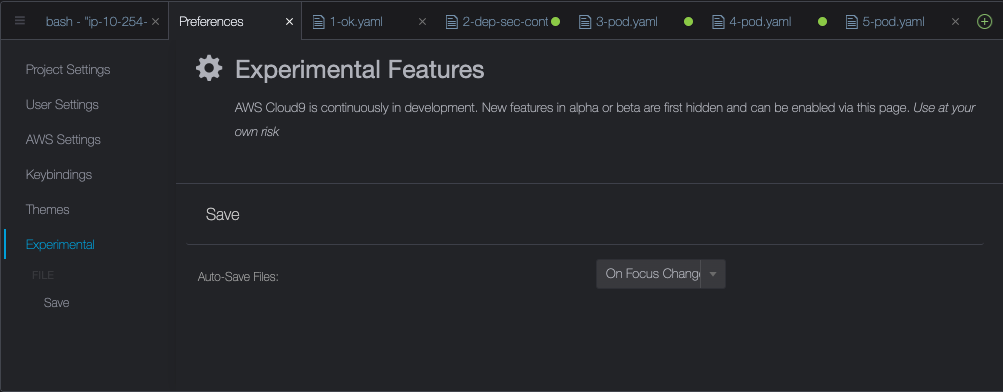 bash - "ip-10-254- Preferences 1-ok.yaml 2-dep-sec-cont 3-pod.yaml 4-pod.yaml 5-pod.yaml
Project Settings
User Settings
AWS Settings
Keybindings
Themes
Experimental
FILE
Save
Experimental Features
AWS Cloud9 is continuously in development. New features in alpha or beta are first hidden and can be enabled via this page. Use at your
own risk
Save
Auto-Save Files: On Focus Chang